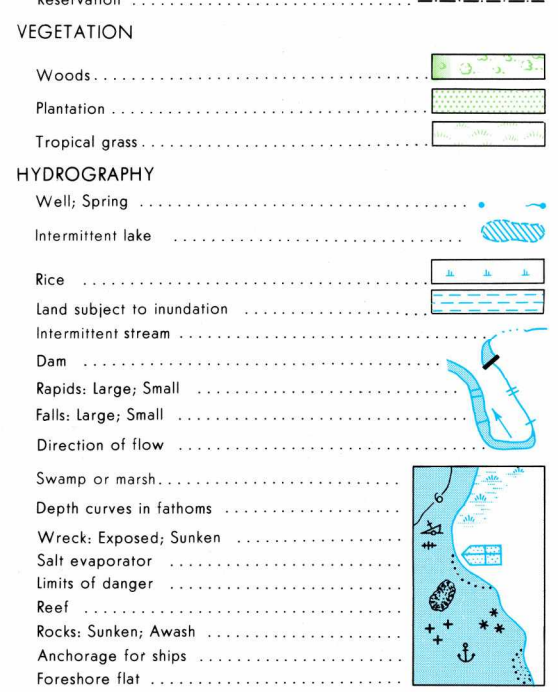 Reservation
VEGETATION
Woods
Plantation
Tropical grass
HYDROGRAPHY
Well; Spring
Intermittent lake
Rice
Land subject to inundation
Intermittent stream
Dam
Rapids: Large; Small
Falls: Large; Small
Direction of flow
Swamp or marsh
Depth curves in fathoms
6
Wreck: Exposed; Sunken
Salt evaporator
Limits of danger
Reef
Rocks: Sunken; Awash
Anchorage for ships
Foreshore flat